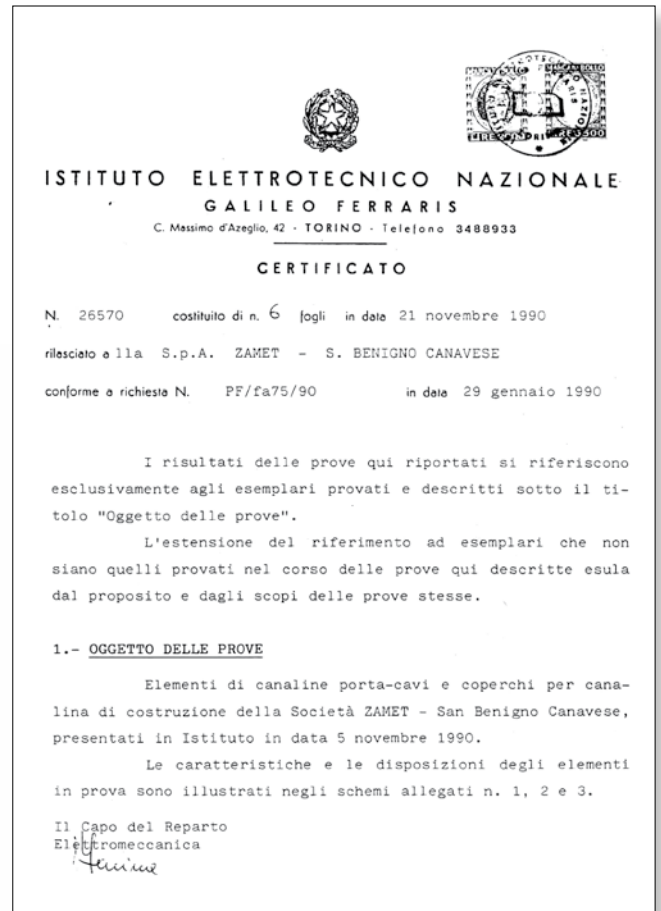 ISTITUTO ELETTROTECNICO NAZIONALE
GALILEO FERRARIS
C. Massimo d'Azeglio, 42 - TORINO - Telefono 3488933
CERTIFICATO
N. 26570 costituito di n. 6 fogli in data 21 novembre 1990
rilasciato a lla S.p.A. ZAMET - S. BENIGNO CANAVESE
conforme a richiesta N. PF/fa75/90 in data 29 gennaio 1990
I risultati delle prove qui riportati si riferiscono
esclusivamente agli esemplari provati e descritti sotto il ti-
tolo "Oggetto delle prove".
L'estensione del riferimento ad esemplari che non
siano quelli provati nel corso delle prove qui descritte esula
dal proposito e dagli scopi delle prove stesse.
1.- OGGETTO DELLE PROVE
Elementi di canaline porta-cavi e coperchi per cana-
lina di costruzione della Società ZAMET - San Benigno Canavese,
presentati in Istituto in data 5 novembre 1990.
Le caratteristiche e le disposizioni degli elementi
in prova sono illustrati negli schemi allegati n. 1, 2 e 3.
Il Capo del Reparto
Elettromeccanica